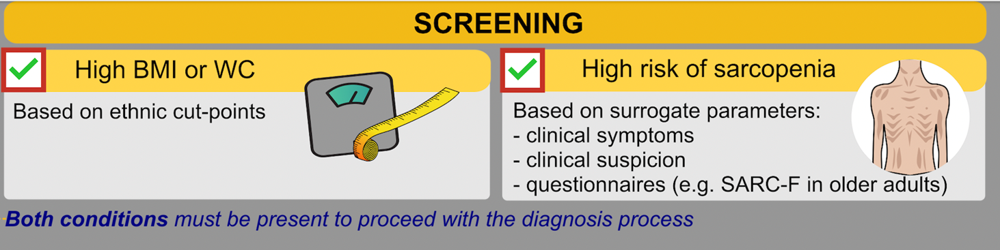 SCREENING
High BMI or WC
Based on ethnic cut-points
High risk of sarcopenia
Based on surrogate parameters:
- clinical symptoms
- clinical suspicion
- questionnaires (e.g. SARC-F in older adults)
Both conditions must be present to proceed with the diagnosis process